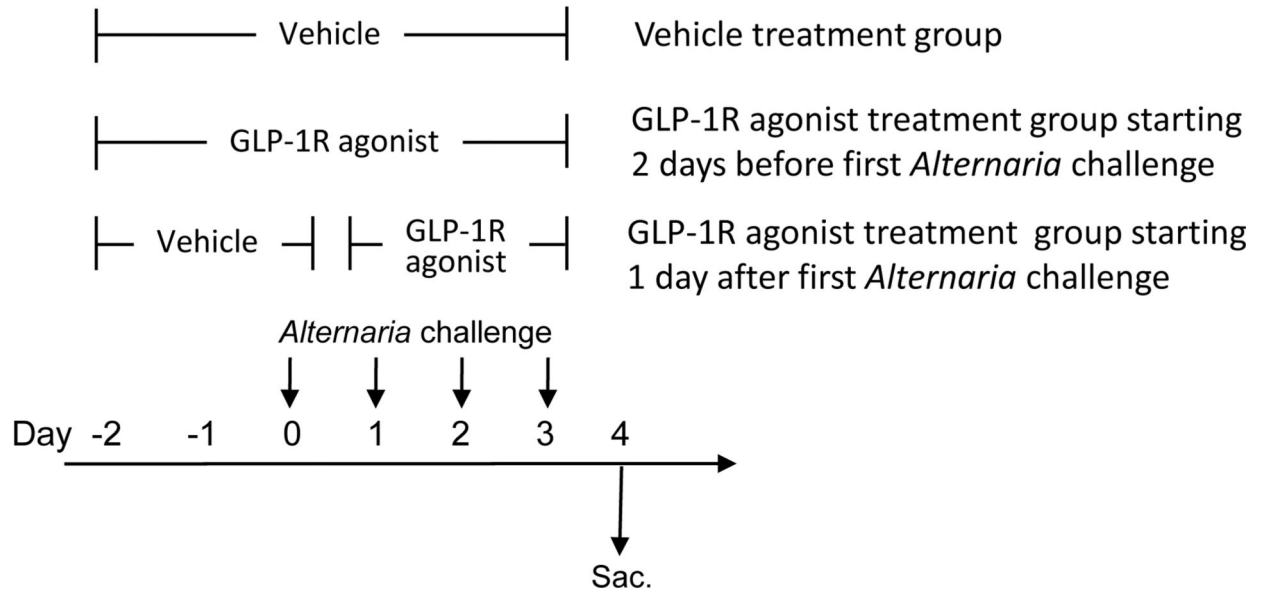 Vehicle
Vehicle treatment group
GLP-1R agonist
GLP-1R agonist treatment group starting
2 days before first Alternaria challenge
Vehicle
GLP-1R
agonist
GLP-1R agonist treatment group starting
1 day after first Alternaria challenge
Alternaria challenge
Day -2 -1 0 1 2 3 4
Sac.